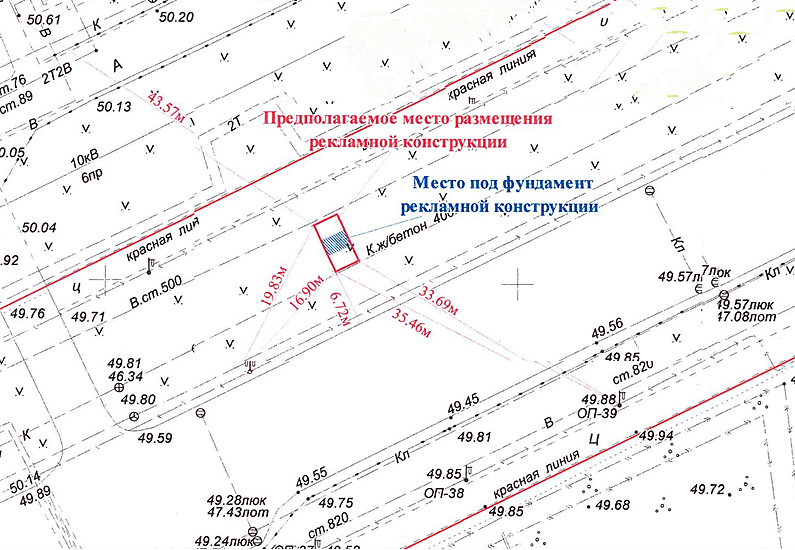 50.61
В
К
50.20
ст.76
2Т2В
А
ст.89
50.13
43.57м
красная линия
Ц
В
2Т
Предполагаемое место размещения
рекламной конструкции
0.05
10кВ
6пр
Место под фундамент
рекламной конструкции
50.04
красная лин
К.ж/бетон 400
Кл
.92
Ц
В.ст.500
19.83м
16.90м
6.72м
33.69м
35.46м
49.57л
7лок
Кл
49.57люк
47.08лот
49.76
49.71
49.56
49.85
ст.820
49.81
46.34
49.80
49.88
ОП-39
49.45
49.81
В
Ц
49.94
К
49.59
Кл
49.85
ОП-38
красная линия
50.14
49.89
49.55
49.75
49.28люк
47.43лот
49.85
49.68
49.72
ст.820
49.24люк